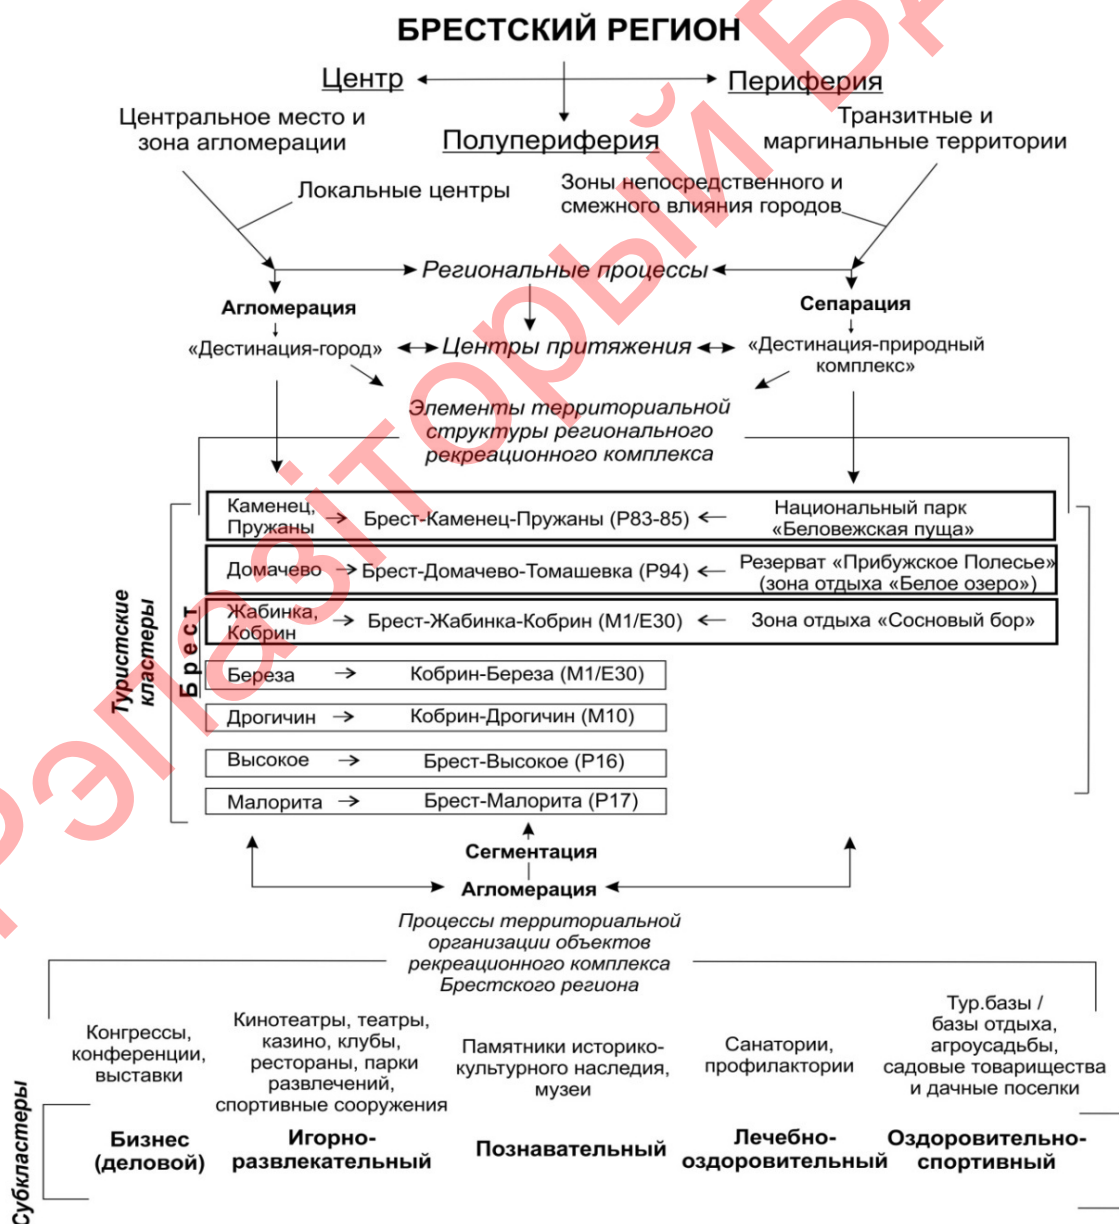 БРЕСТСКИЙ РЕГИОН
Центр
Периферия
Центральное место и
зона агломерации
Полупериферия
Транзитные и
маргинальные территории
Локальные центры
Зоны непосредственного и
смежного влияния городов
Региональные процессы
Агломерация
Сепарация
«Дестинация-город»
Центры притяжения
«Дестинация-природный
комплекс»
Элементы территориальной
структуры регионального
рекреационного комплекса
Туристские
кластеры
Брест
Каменец,
Пружаны
Брест-Каменец-Пружаны (Р83-85)
Национальный парк
«Беловежская пуща»
Домачево
Брест-Домачево-Томашевка (Р94)
Резерват «Прибужское Полесье»
(зона отдыха «Белое озеро»)
Жабинка,
Кобрин
Брест-Жабинка-Кобрин (М1/Е30)
Зона отдыха «Сосновый бор»
Береза
Кобрин-Береза (М1/Е30)
Дрогичин
Кобрин-Дрогичин (М10)
Высокое
Брест-Высокое (Р16)
Малорита
Брест-Малорита (Р17)
Сегментация
Агломерация
Процессы территориальной
организации объектов
рекреационного комплекса
Брестского региона
Конгрессы,
конференции,
выставки
Кинотеатры, театры,
казино, клубы,
рестораны, парки
развлечений,
спортивные сооружения
Памятники историко-
культурного наследия,
музеи
Санатории,
профилактории
Тур.базы /
базы отдыха,
агроусадьбы,
садовые товарищества
и дачные поселки
Субкластеры
Бизнес
(деловой)
Игорно-
развлекательный
Познавательный
Лечебно-
оздоровительный
Оздоровительно-
спортивный
Рэпазіторый